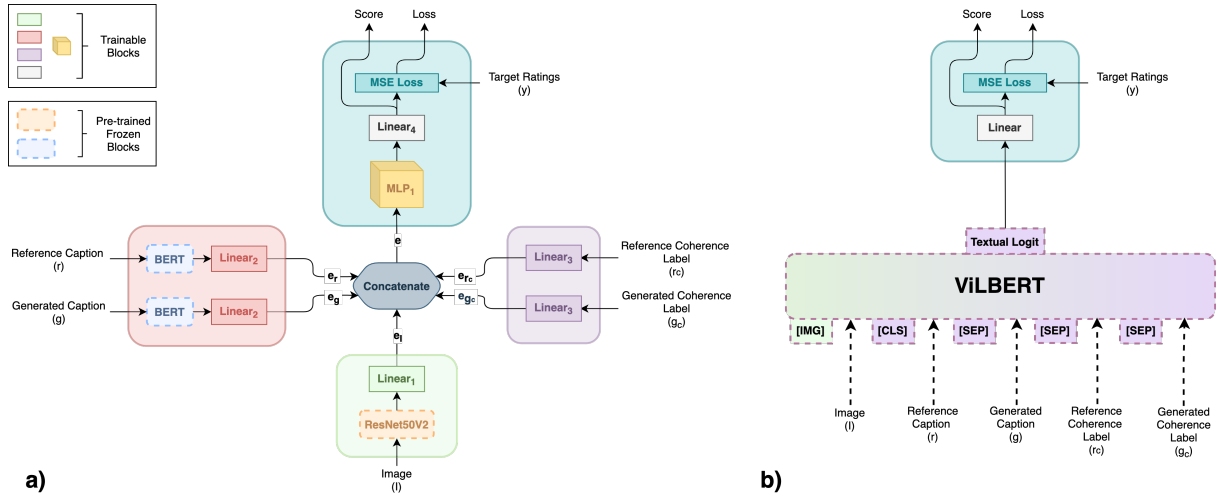 Trainable
Blocks
Pre-trained
Frozen
Blocks
Score
Loss
MSE Loss
Target Ratings
(y)
Linear4
MLP1
e
Reference Caption
(r)
BERT
Linear2
er
Generated Caption
(g)
BERT
Linear2
eg
Concatenate
erc
Linear3
Reference Coherence
Label
(rc)
egc
Linear3
Generated Coherence
Label
(gc)
eI
Linear1
ResNet50V2
Image
(I)
a)
Score
Loss
MSE Loss
Target Ratings
(y)
Linear
Textual Logit
ViLBERT
[IMG]
[CLS]
[SEP]
[SEP]
[SEP]
Image
(I)
Reference
Caption
(r)
Generated
Caption
(g)
Reference
Coherence
Label
(rc)
Generated
Coherence
Label
(gc)
b)